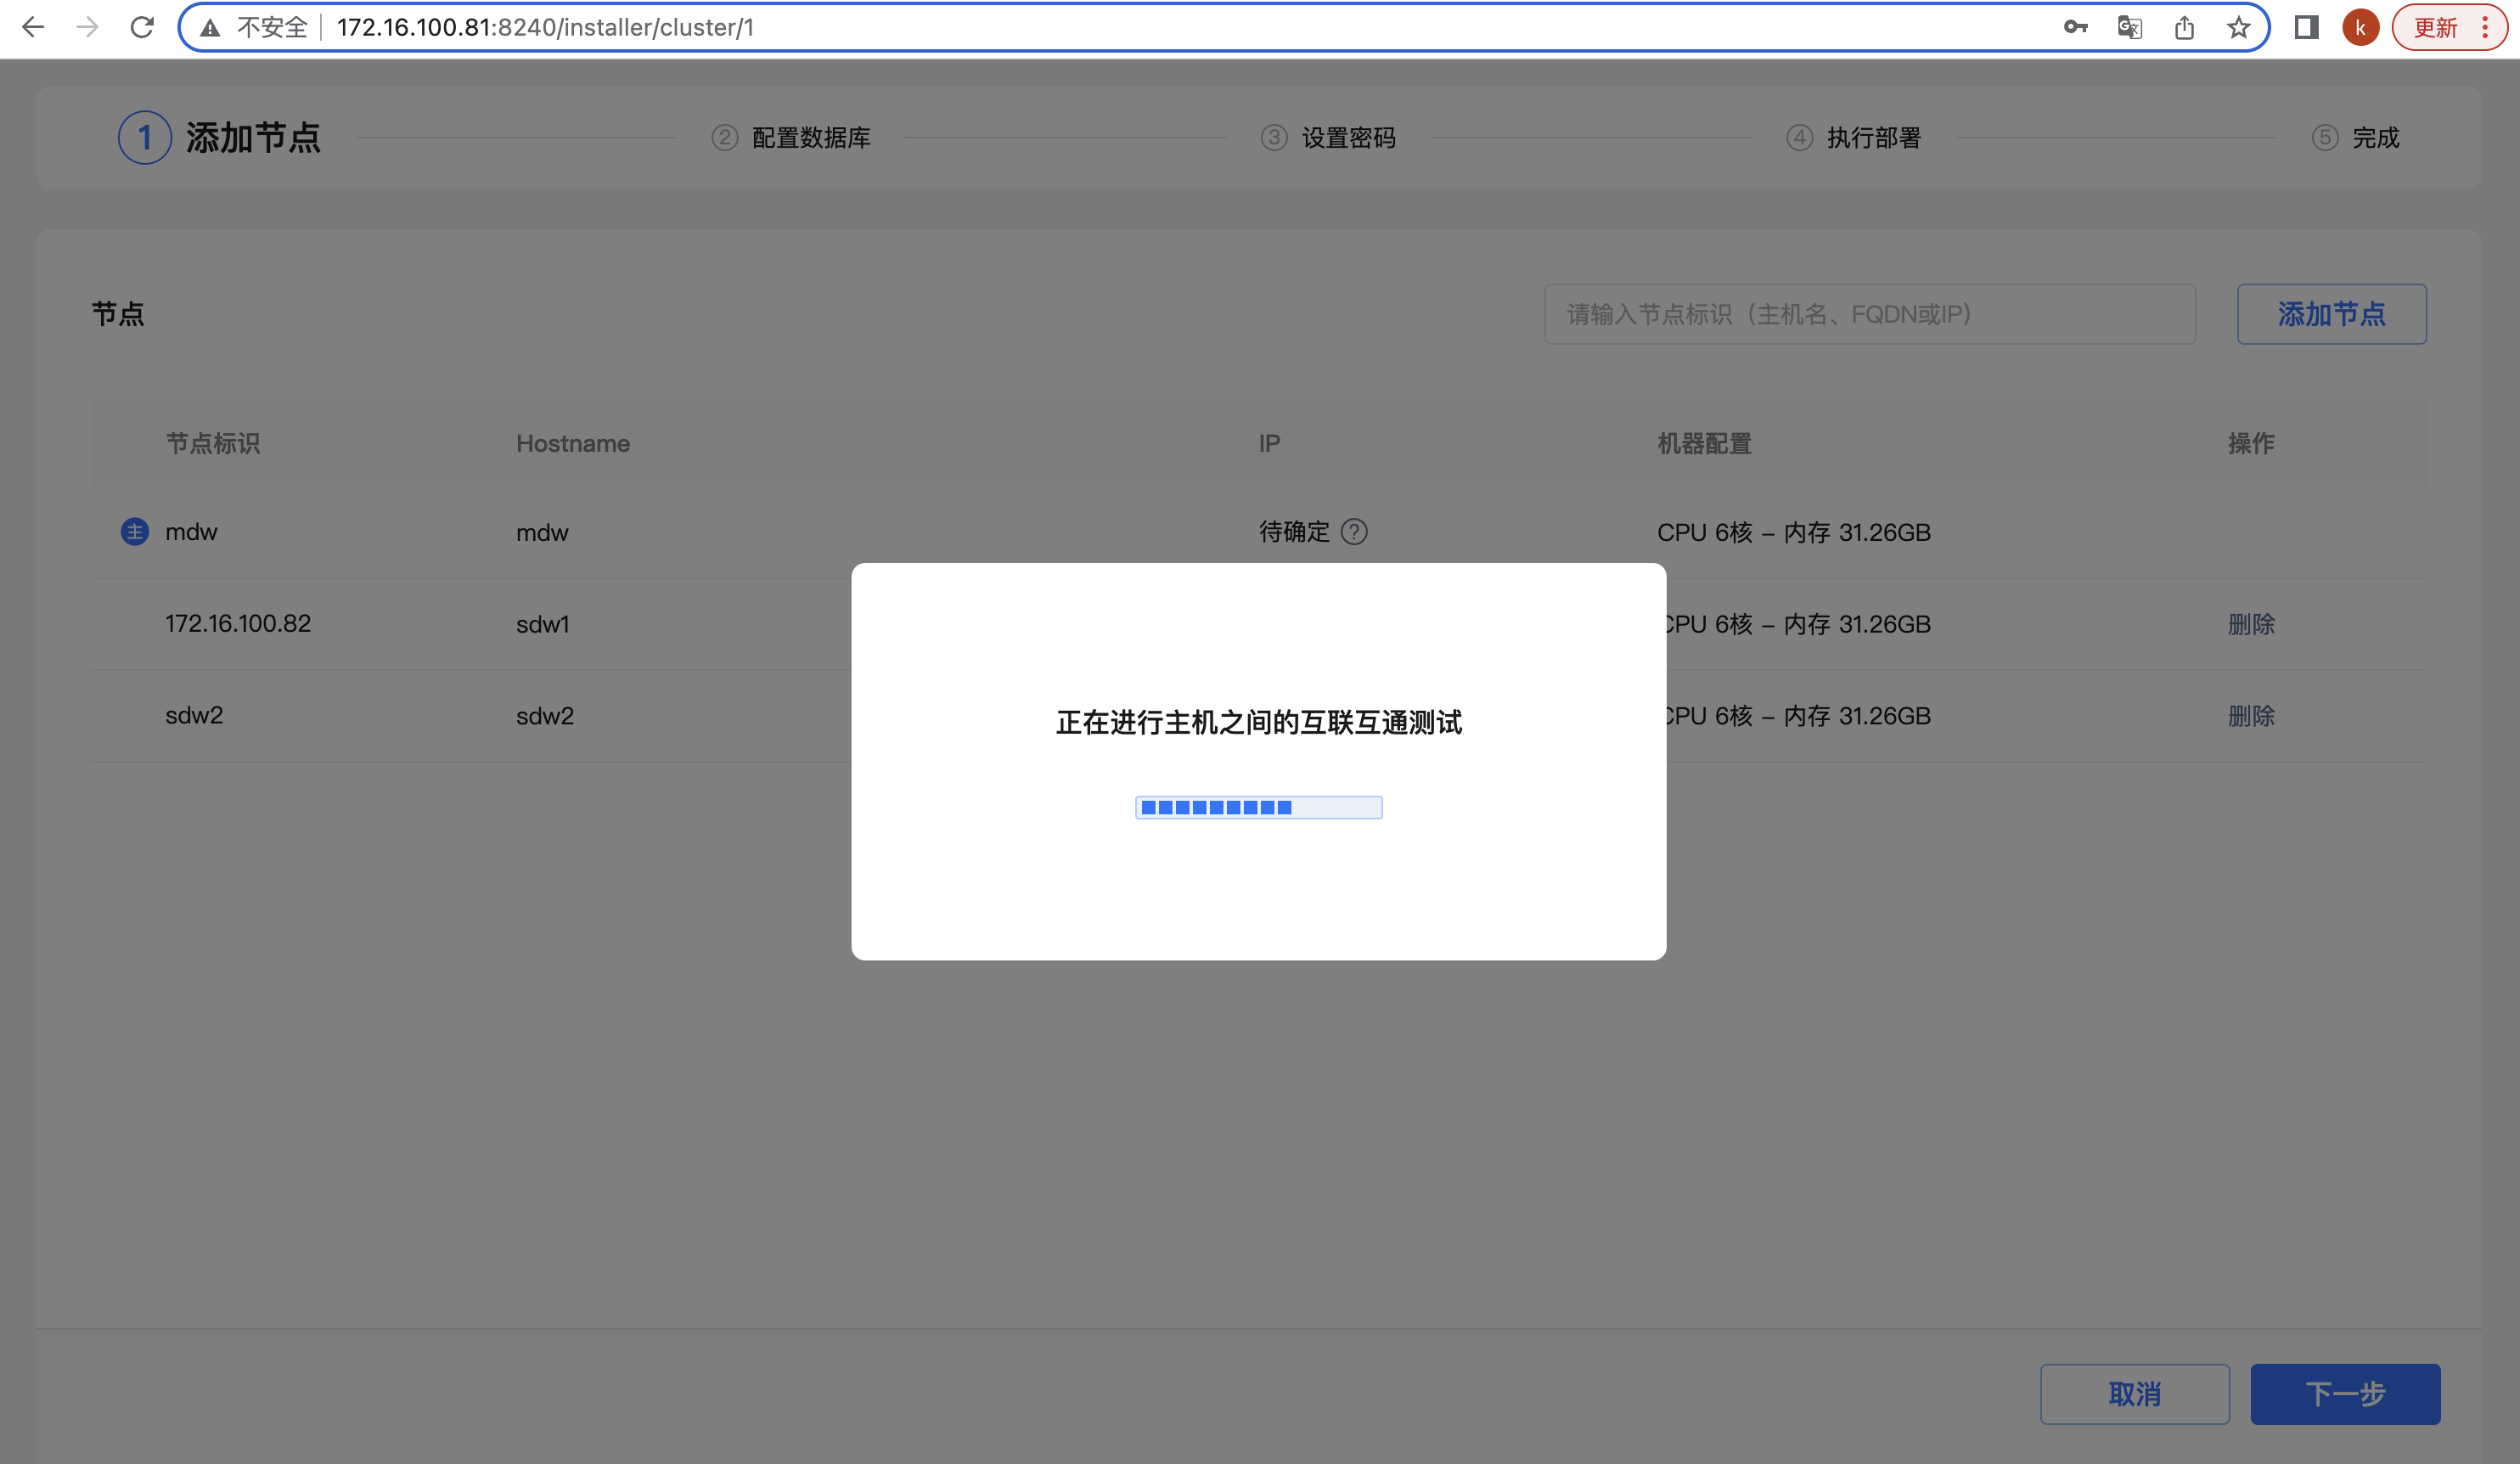 不安全 172.16.100.81:8240/installer/cluster/1 k 更新
1 添加节点 2 配置数据库 3 设置密码 4 执行部署 5 完成
节点 请输入节点标识（主机名、FQDN或IP） 添加节点
节点标识 Hostname IP 机器配置 操作
主 mdw mdw 待确定 ? CPU 6核 – 内存 31.26GB
172.16.100.82 sdw1 CPU 6核 – 内存 31.26GB 删除
sdw2 sdw2 CPU 6核 – 内存 31.26GB 删除
正在进行主机之间的互联互通测试
取消 下一步